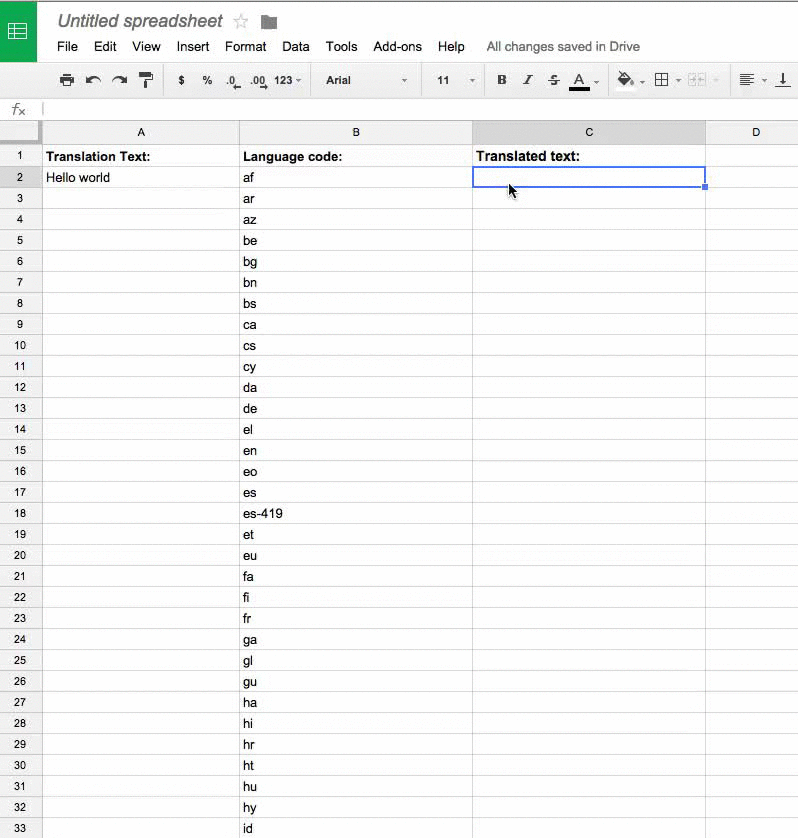 Untitled spreadsheet
File Edit View Insert Format Data Tools Add-ons Help All changes saved in Drive
$ % .0 .00 123 Arial 11 B I S A
fx
A B C D
1 Translation Text: Language code: Translated text:
2 Hello world af
3 ar
4 az
5 be
6 bg
7 bn
8 bs
9 ca
10 cs
11 cy
12 da
13 de
14 el
15 en
16 eo
17 es
18 es-419
19 et
20 eu
21 fa
22 fi
23 fr
24 ga
25 gl
26 gu
27 ha
28 hi
29 hr
30 ht
31 hu
32 hy
33 id